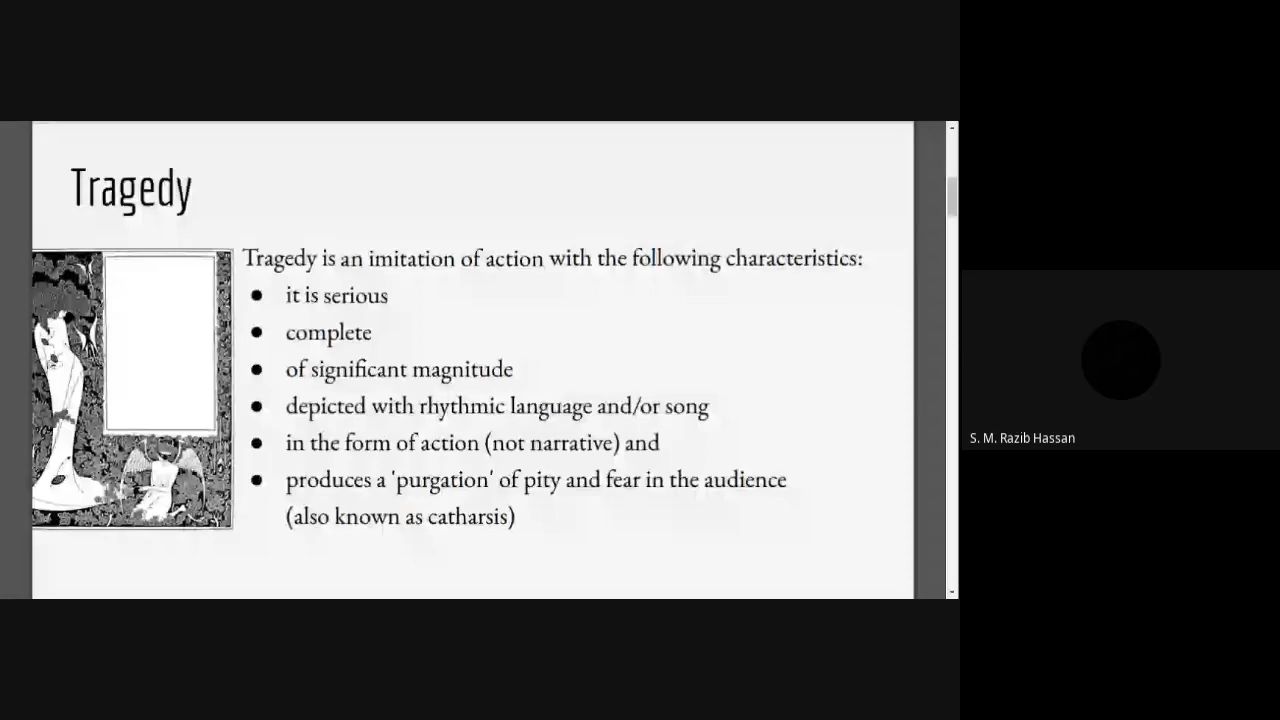 Tragedy
Tragedy is an imitation of action with the following characteristics:
● it is serious
● complete
● of significant magnitude
● depicted with rhythmic language and/or song
● in the form of action (not narrative) and
● produces a 'purgation' of pity and fear in the audience
(also known as catharsis)
S. M. Razib Hassan